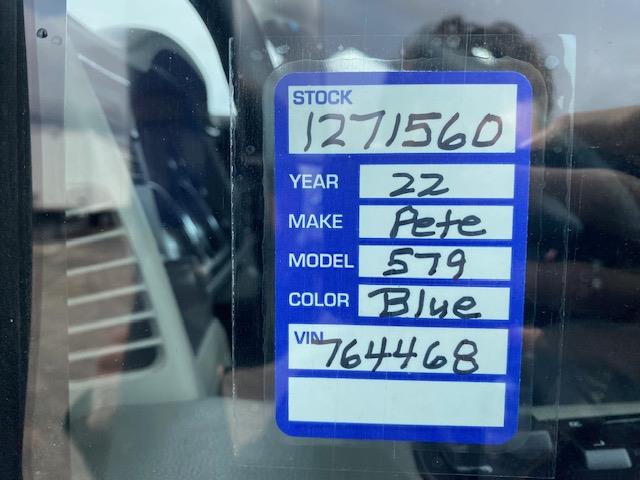 STOCK
1271560
YEAR 22
MAKE Pete
MODEL 579
COLOR Blue
VIN 764468